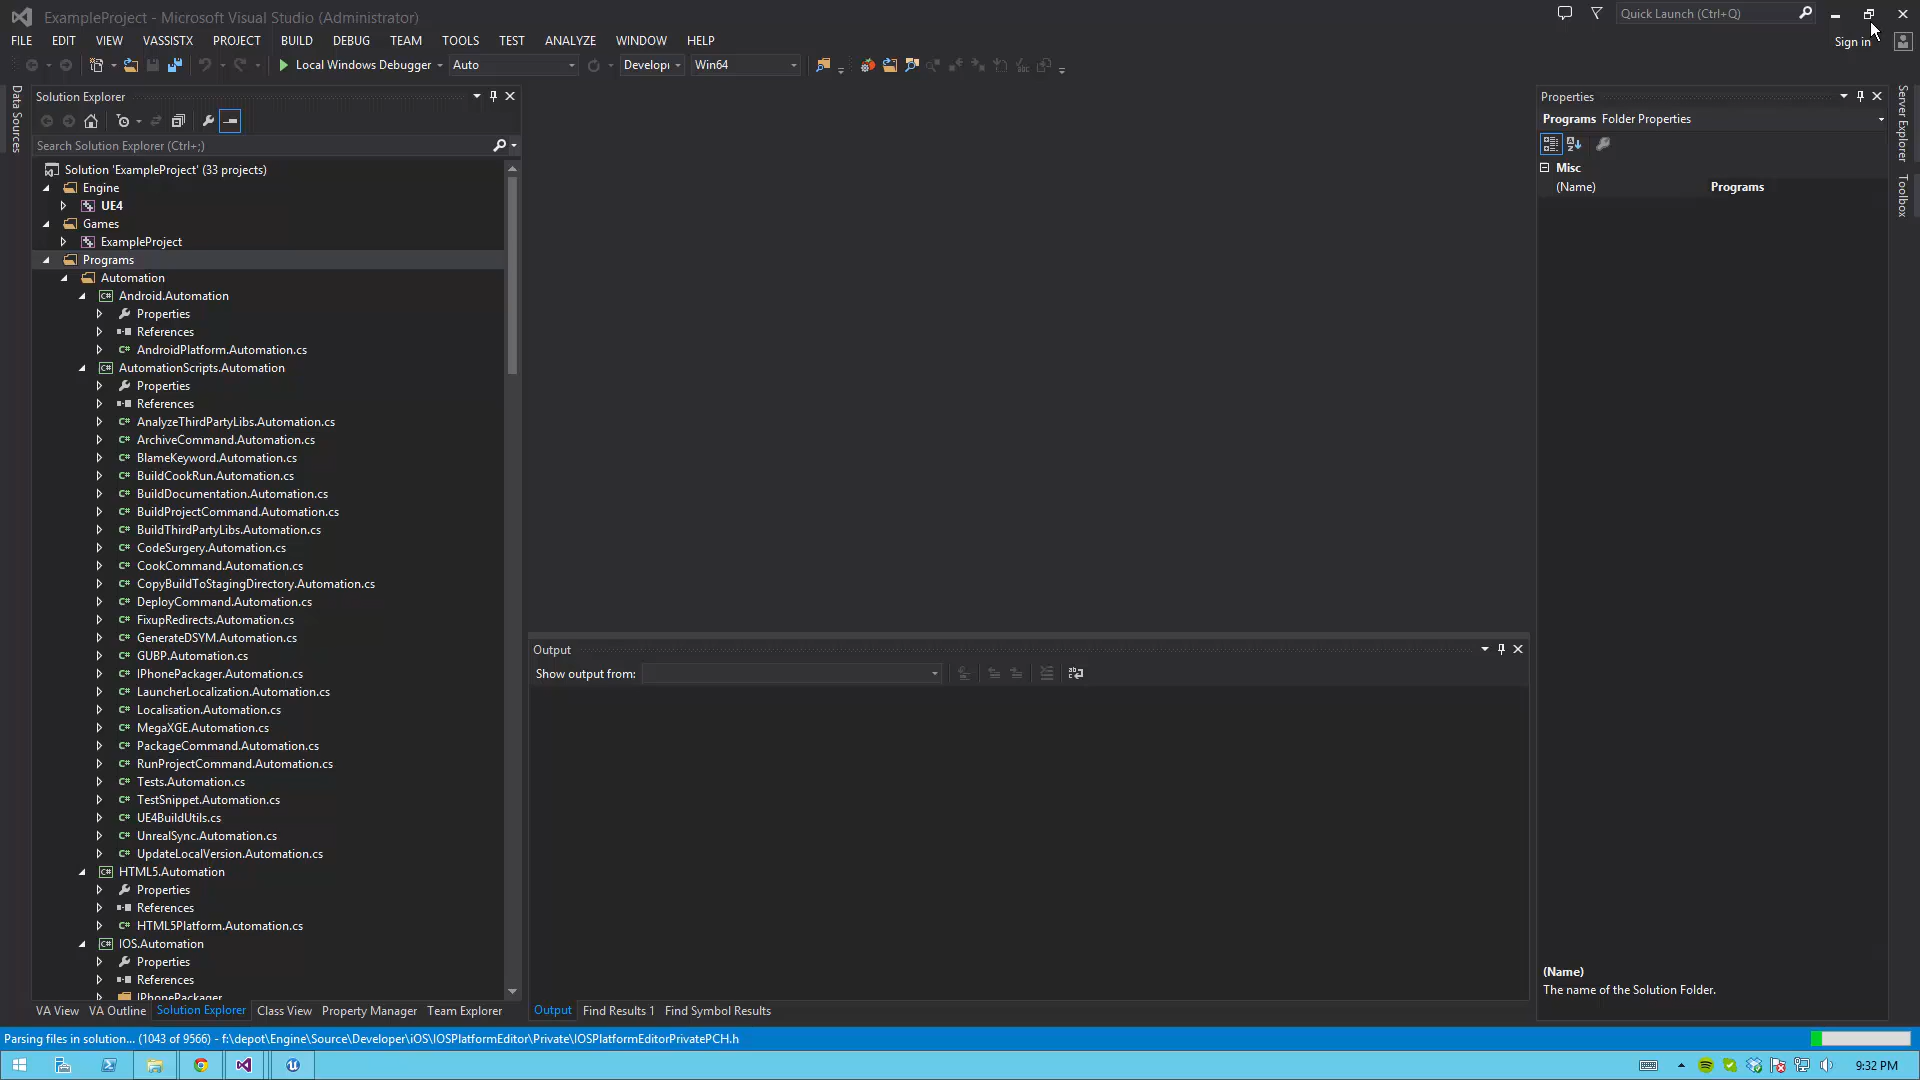 ExampleProject - Microsoft Visual Studio (Administrator)
Quick Launch (Ctrl+Q)
FILE EDIT VIEW VASSISTX PROJECT BUILD DEBUG TEAM TOOLS TEST ANALYZE WINDOW HELP
Sign in
Local Windows Debugger Auto Develop Win64
Data Sources
Solution Explorer
Search Solution Explorer (Ctrl+;)
Solution 'ExampleProject' (33 projects)
Engine
UE4
Games
ExampleProject
Programs
Automation
Android.Automation
Properties
References
AndroidPlatform.Automation.cs
AutomationScripts.Automation
Properties
References
AnalyzeThirdPartyLibs.Automation.cs
ArchiveCommand.Automation.cs
BlameKeyword.Automation.cs
BuildCookRun.Automation.cs
BuildDocumentation.Automation.cs
BuildProjectCommand.Automation.cs
BuildThirdPartyLibs.Automation.cs
CodeSurgery.Automation.cs
CookCommand.Automation.cs
CopyBuildToStagingDirectory.Automation.cs
DeployCommand.Automation.cs
FixupRedirects.Automation.cs
GenerateDSYM.Automation.cs
GUBP.Automation.cs
IPhonePackager.Automation.cs
LauncherLocalization.Automation.cs
Localisation.Automation.cs
MegaXGE.Automation.cs
PackageCommand.Automation.cs
RunProjectCommand.Automation.cs
Tests.Automation.cs
TestSnippet.Automation.cs
UE4BuildUtils.cs
UnrealSync.Automation.cs
UpdateLocalVersion.Automation.cs
HTML5.Automation
Properties
References
HTML5Platform.Automation.cs
IOS.Automation
Properties
References
IPhonePackager
VA View VA Outline Solution Explorer Class View Property Manager Team Explorer
Output
Show output from:
Output Find Results 1 Find Symbol Results
Properties
Programs Folder Properties
Misc
(Name) Programs
(Name)
The name of the Solution Folder.
Server Explorer
Toolbox
Parsing files in solution... (1043 of 9566) - f:\depot\Engine\Source\Developer\iOS\IOSPlatformEditor\Private\IOSPlatformEditorPrivatePCH.h
9:32 PM